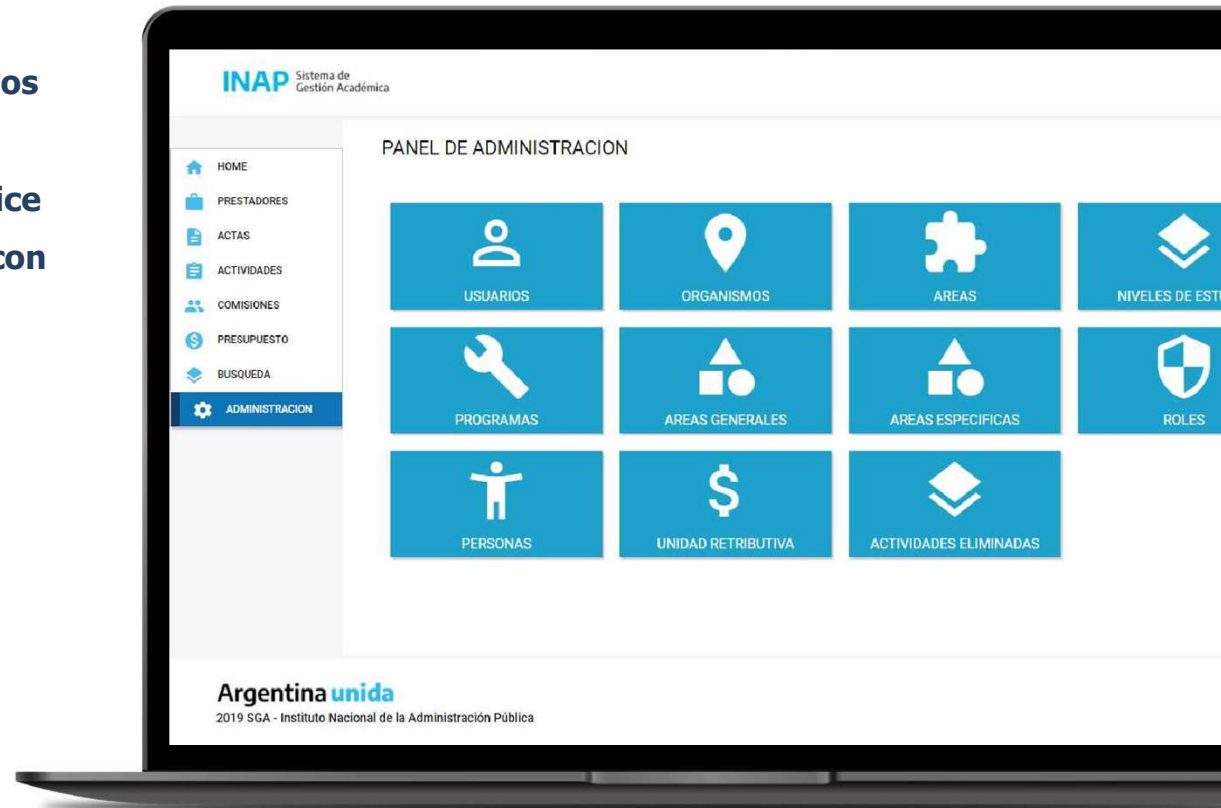 os
ice
con
INAP Sistema de
Gestión Académica
PANEL DE ADMINISTRACION
HOME
PRESTADORES
ACTAS
ACTIVIDADES
COMISIONES
PRESUPUESTO
BUSQUEDA
ADMINISTRACION
USUARIOS
ORGANISMOS
AREAS
NIVELES DE EST
PROGRAMAS
AREAS GENERALES
AREAS ESPECIFICAS
ROLES
PERSONAS
UNIDAD RETRIBUTIVA
ACTIVIDADES ELIMINADAS
Argentina unida
2019 SGA - Instituto Nacional de la Administración Pública